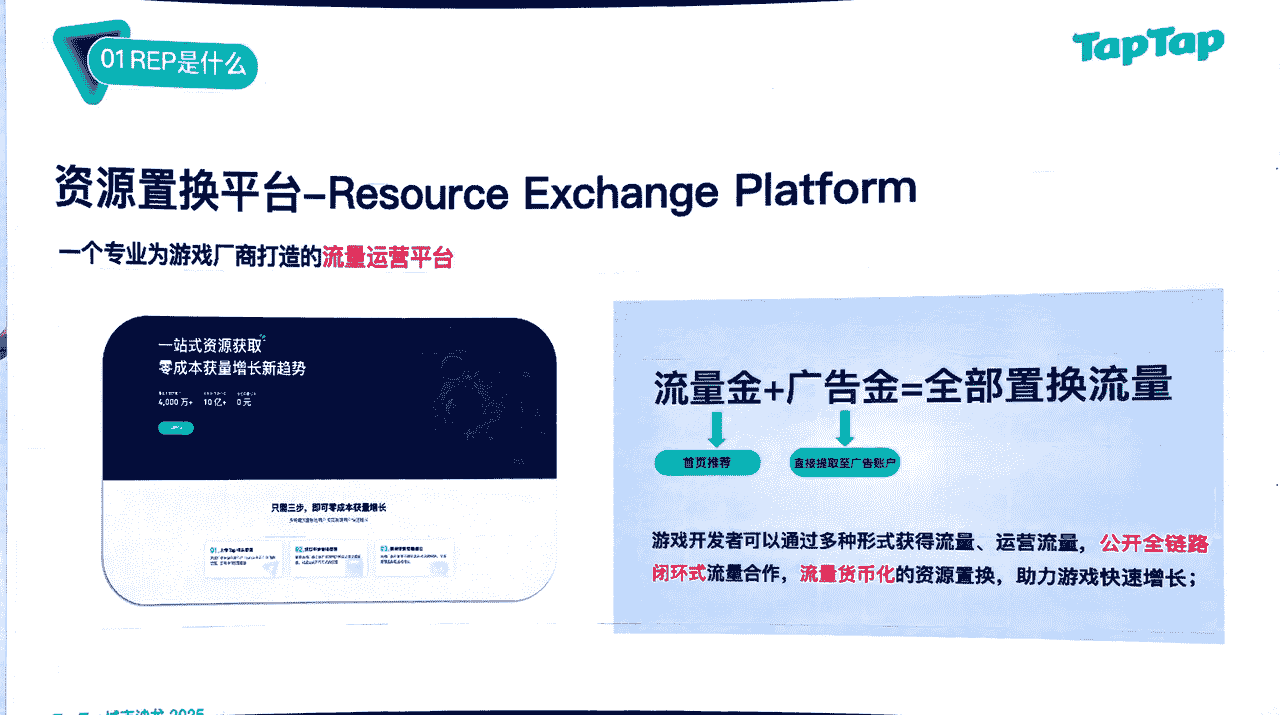 01 REP是什么
TapTap
资源置换平台–Resource Exchange Platform
一个专业为游戏厂商打造的流量运营平台
一站式资源获取
零成本获量增长新趋势
4,000 万+ 10 亿+ 0 元
只需三步，即可零成本获量增长
流量金+广告金=全部置换流量
首页推荐
直接提取至广告账户
游戏开发者可以通过多种形式获得流量、运营流量，公开全链路
闭环式流量合作，流量货币化的资源置换，助力游戏快速增长；